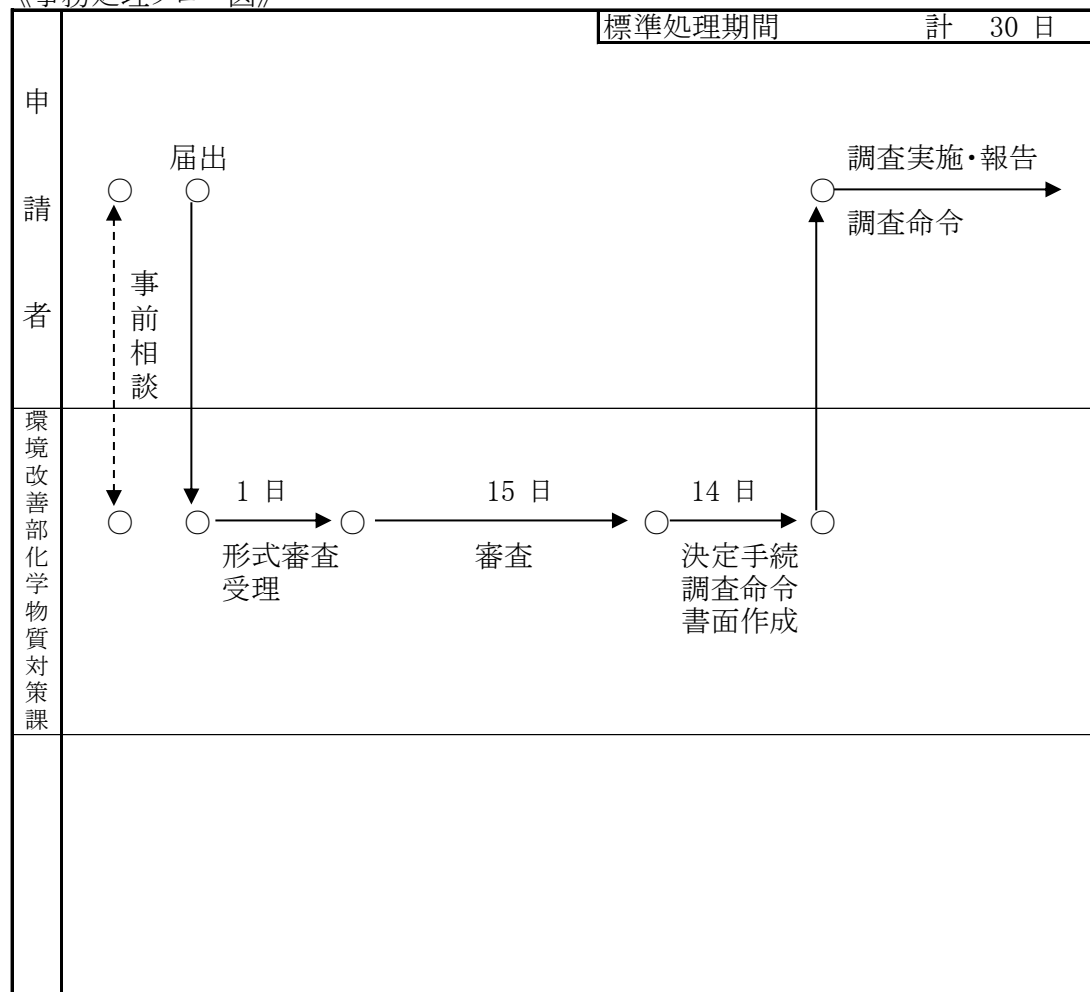 標準処理期間 計 30 日
申請者
届出
事前相談
調査実施・報告
調査命令
環境改善部化学物質対策課
1 日
形式審査
受理
15 日
審査
14 日
決定手続
調査命令
書面作成